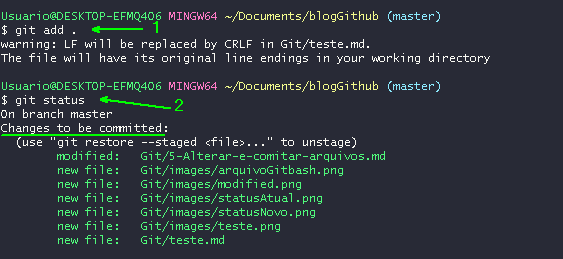 Usuario@DESKTOP-EFMQ4O6 MINGW64 ~/Documents/blogGithub (master)
$ git add .
1
warning: LF will be replaced by CRLF in Git/teste.md.
The file will have its original line endings in your working directory
Usuario@DESKTOP-EFMQ4O6 MINGW64 ~/Documents/blogGithub (master)
$ git status
2
On branch master
Changes to be committed:
(use "git restore --staged <file>..." to unstage)
modified: Git/5-Alterar-e-comitar-arquivos.md
new file: Git/images/arquivoGitbash.png
new file: Git/images/modified.png
new file: Git/images/statusAtual.png
new file: Git/images/statusNovo.png
new file: Git/images/teste.png
new file: Git/teste.md